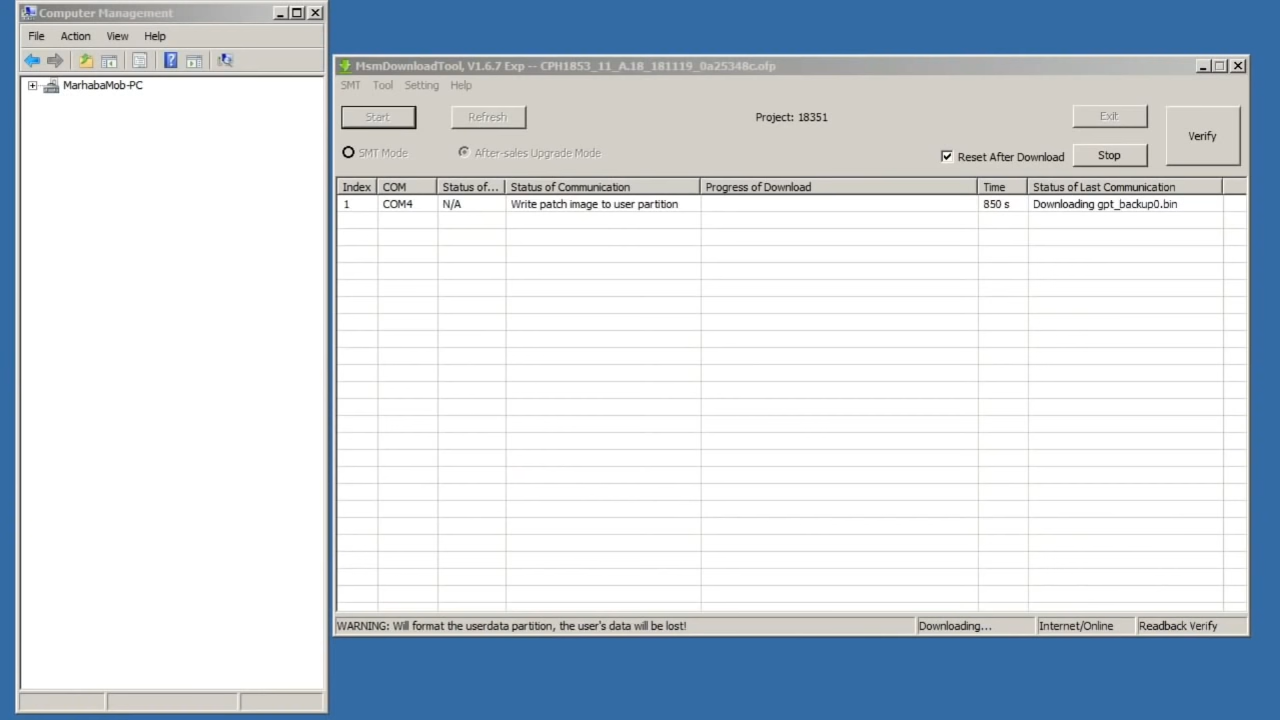 Computer Management
File Action View Help
MarhabaMob-PC
MsmDownloadTool, V1.6.7 Exp -- CPH1853_11_A.18_181119_0a25348c.ofp
SMT Tool Setting Help
Start Refresh Project: 18351 Exit Verify
SMT Mode After-sales Upgrade Mode Reset After Download Stop
Index COM Status of... Status of Communication Progress of Download Time Status of Last Communication
1 COM4 N/A Write patch image to user partition 850 s Downloading gpt_backup0.bin
WARNING: Will format the userdata partition, the user's data will be lost! Downloading... Internet/Online Readback Verify